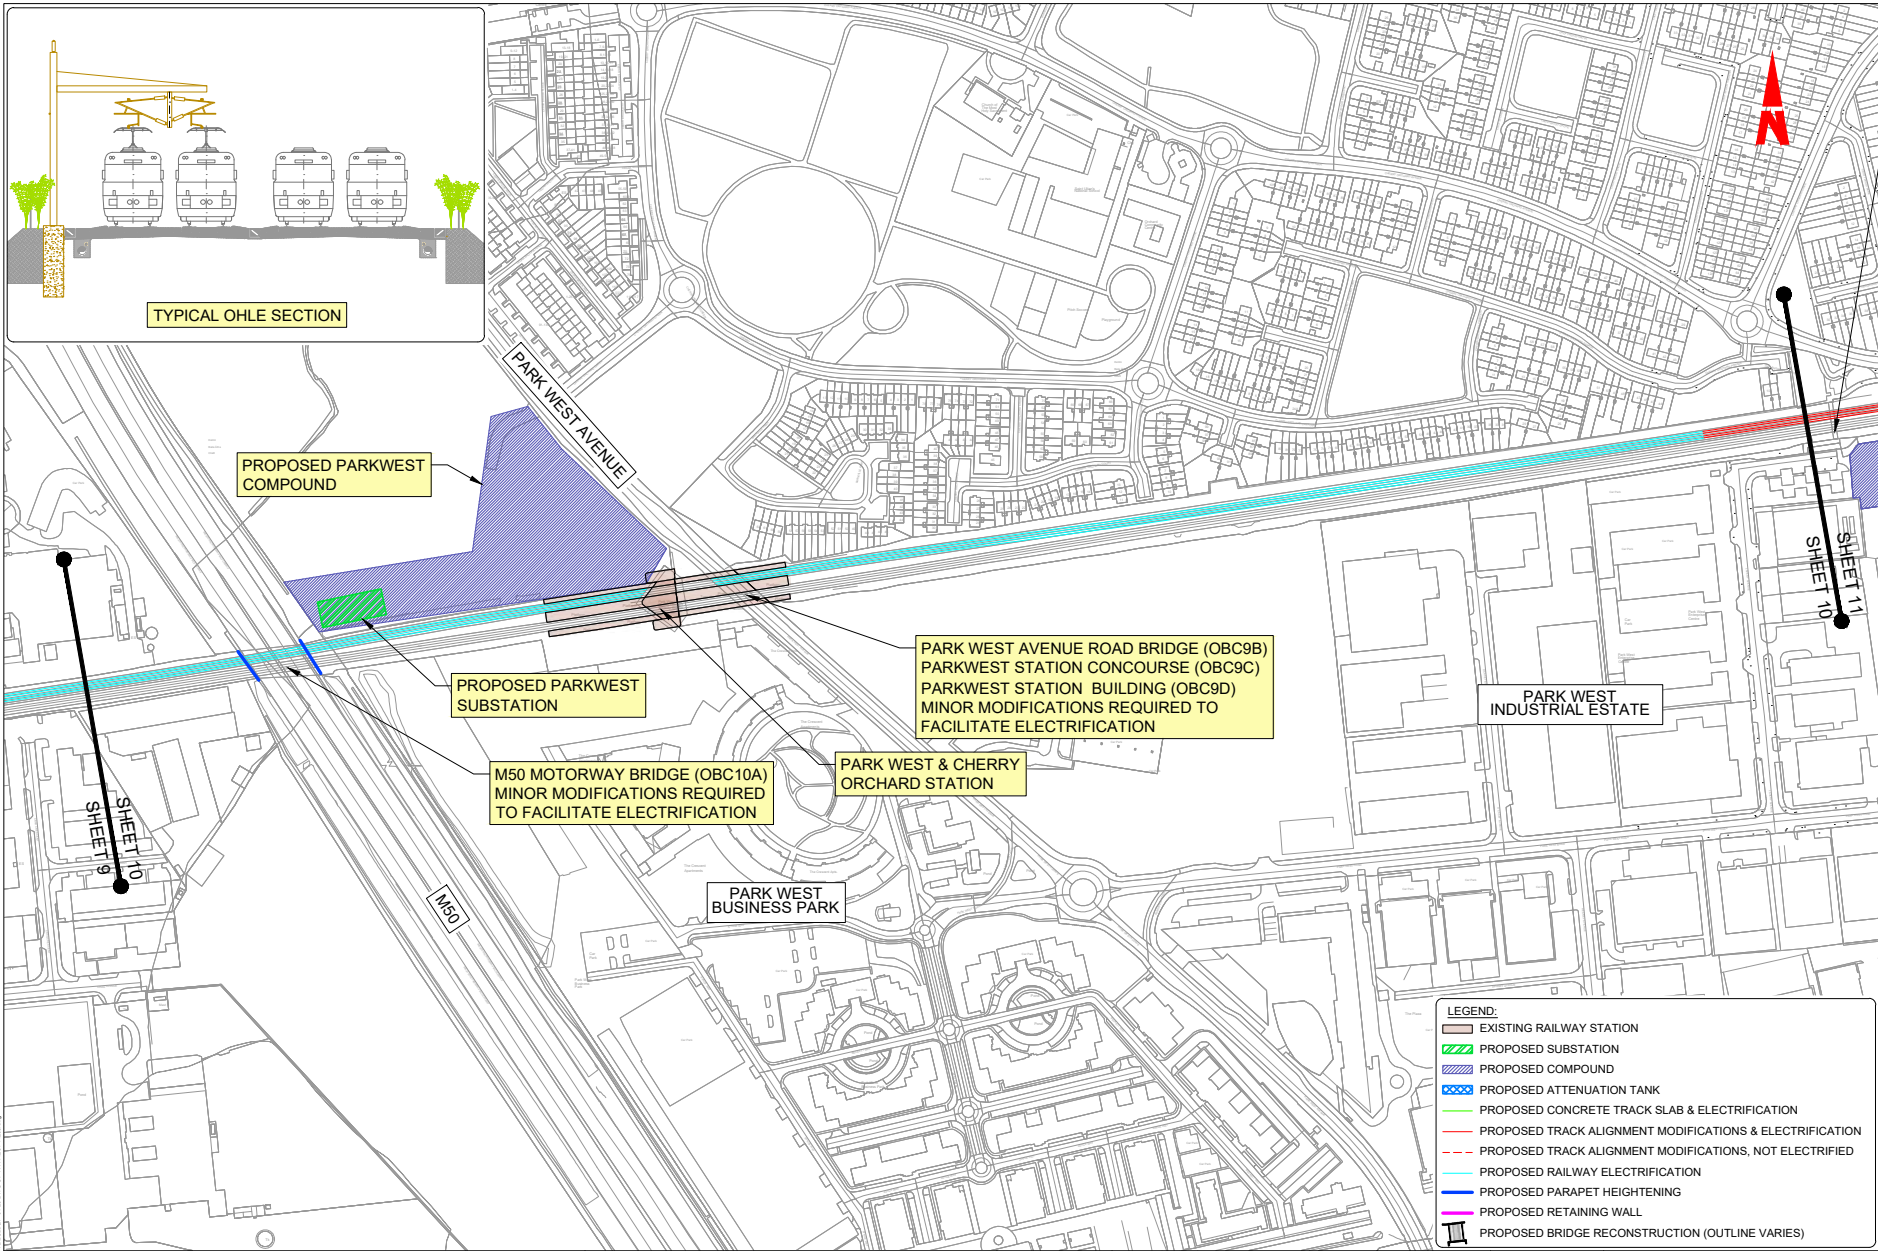 TYPICAL OHLE SECTION
N
PARK WEST AVENUE
PROPOSED PARKWEST
COMPOUND
PROPOSED PARKWEST
SUBSTATION
M50 MOTORWAY BRIDGE (OBC10A)
MINOR MODIFICATIONS REQUIRED
TO FACILITATE ELECTRIFICATION
PARK WEST AVENUE ROAD BRIDGE (OBC9B)
PARKWEST STATION CONCOURSE (OBC9C)
PARKWEST STATION BUILDING (OBC9D)
MINOR MODIFICATIONS REQUIRED TO
FACILITATE ELECTRIFICATION
PARK WEST & CHERRY
ORCHARD STATION
PARK WEST
INDUSTRIAL ESTATE
SHEET 11
SHEET 10
SHEET 10
SHEET 9
M50
PARK WEST
BUSINESS PARK
LEGEND:
EXISTING RAILWAY STATION
PROPOSED SUBSTATION
PROPOSED COMPOUND
PROPOSED ATTENUATION TANK
PROPOSED CONCRETE TRACK SLAB & ELECTRIFICATION
PROPOSED TRACK ALIGNMENT MODIFICATIONS & ELECTRIFICATION
PROPOSED TRACK ALIGNMENT MODIFICATIONS, NOT ELECTRIFIED
PROPOSED RAILWAY ELECTRIFICATION
PROPOSED PARAPET HEIGHTENING
PROPOSED RETAINING WALL
PROPOSED BRIDGE RECONSTRUCTION (OUTLINE VARIES)